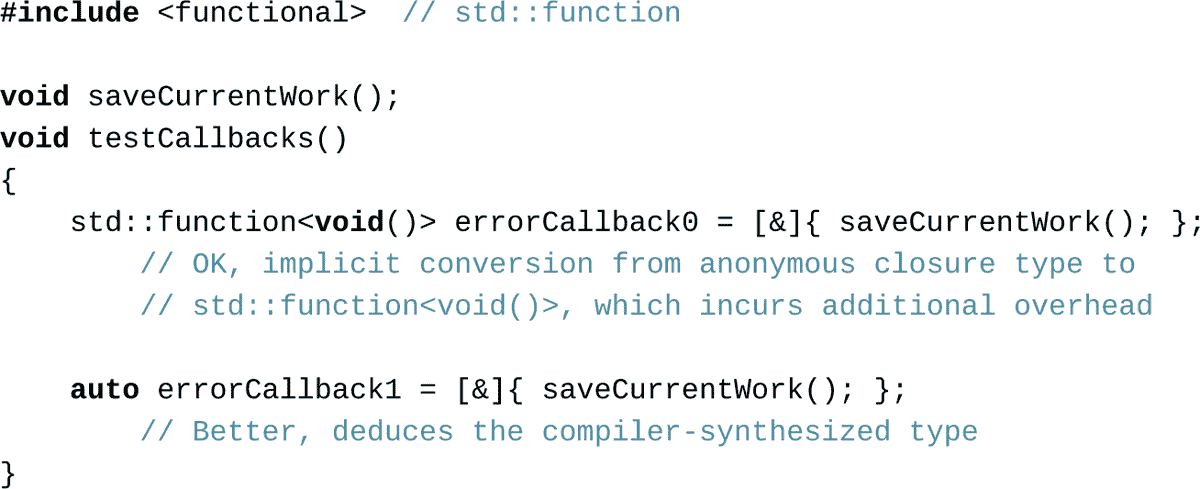 #include <functional>  // std::function

void saveCurrentWork();
void testCallbacks()
{
    std::function<void()> errorCallback0 = [&]{ saveCurrentWork(); };
        // OK, implicit conversion from anonymous closure type to
        // std::function<void()>, which incurs additional overhead

    auto errorCallback1 = [&]{ saveCurrentWork(); };
        // Better, deduces the compiler-synthesized type
}